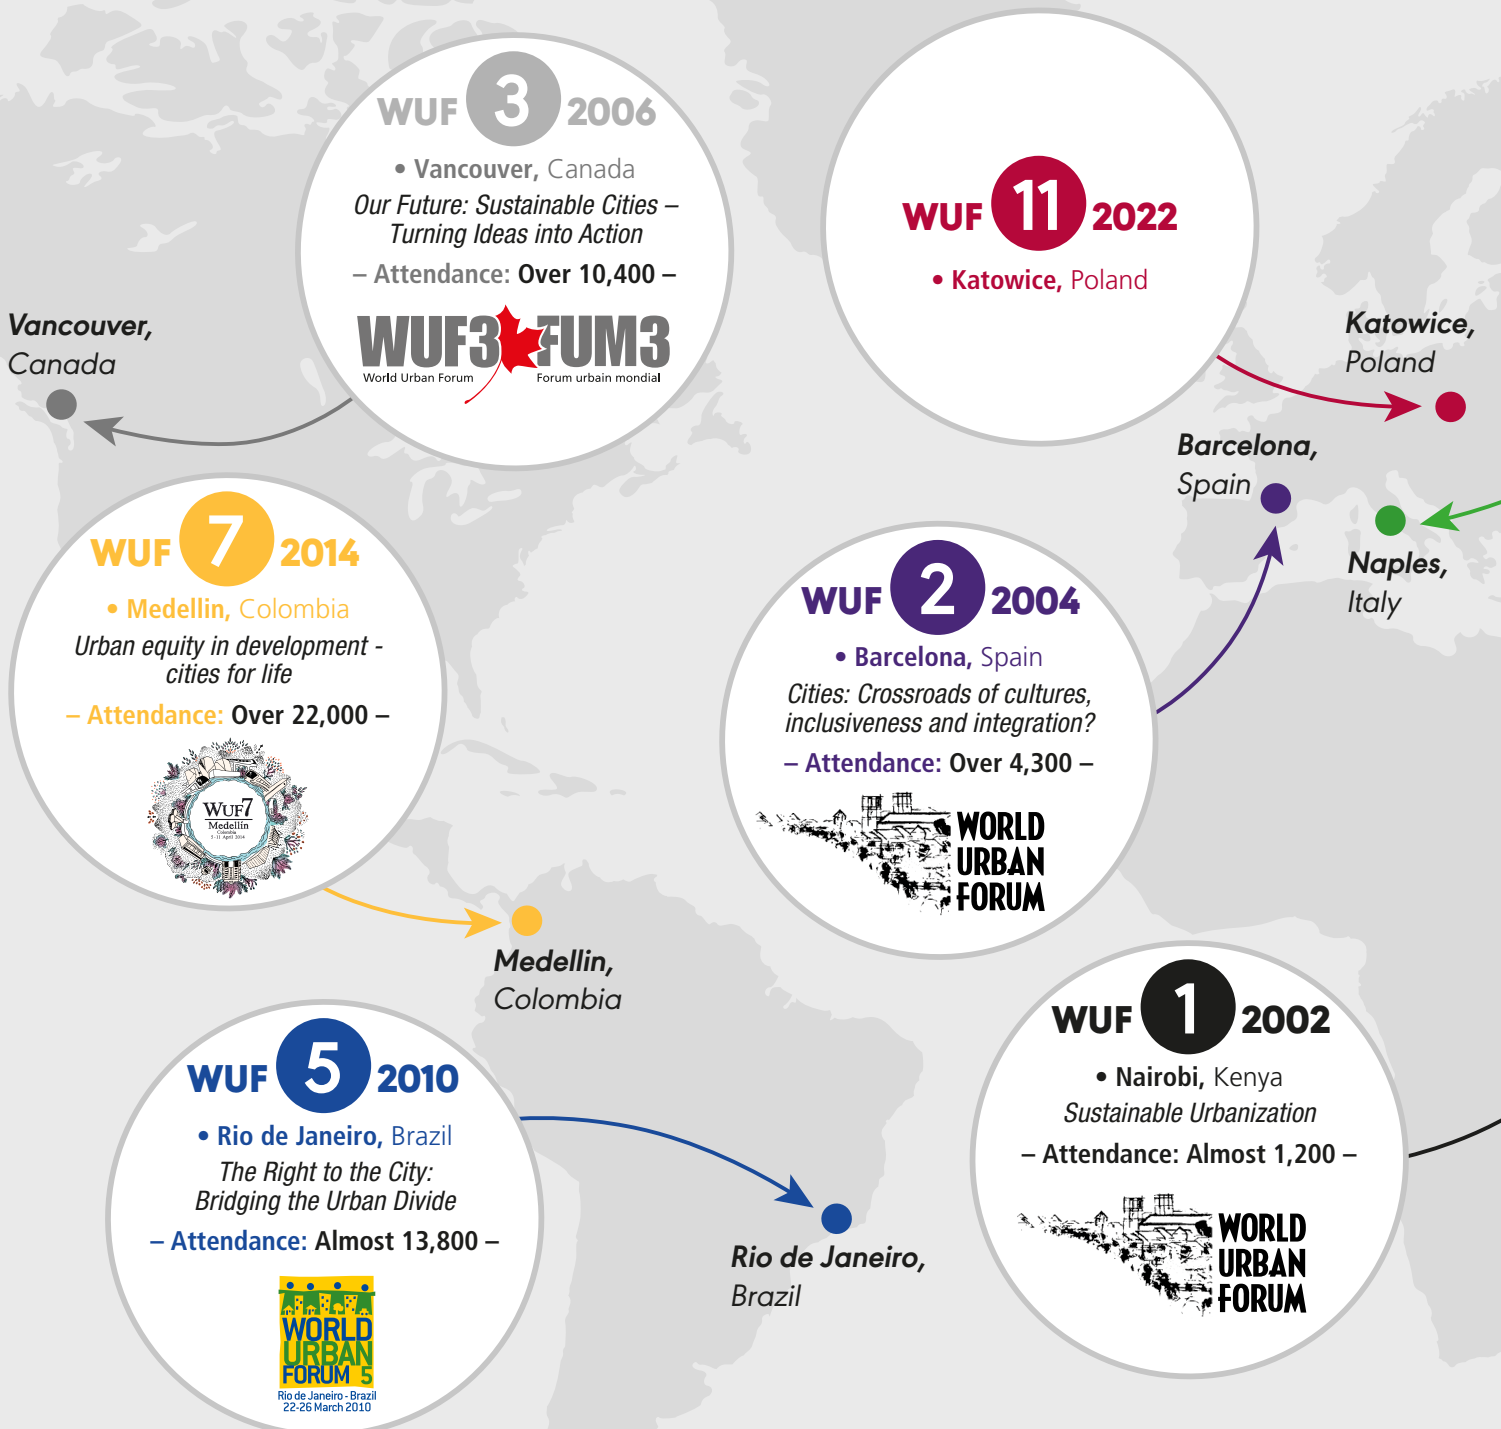 WUF 3 2006
• Vancouver, Canada
Our Future: Sustainable Cities –
Turning Ideas into Action
– Attendance: Over 10,400 –
WUF3 FUM3
World Urban Forum Forum urbain mondial
Vancouver,
Canada
WUF 11 2022
• Katowice, Poland
Katowice,
Poland
Barcelona,
Spain
Naples,
Italy
WUF 7 2014
• Medellin, Colombia
Urban equity in development -
cities for life
– Attendance: Over 22,000 –
WUF7
Medellín
Colombia
5-11 April 2014
Medellin,
Colombia
WUF 2 2004
• Barcelona, Spain
Cities: Crossroads of cultures,
inclusiveness and integration?
– Attendance: Over 4,300 –
WORLD
URBAN
FORUM
WUF 5 2010
• Rio de Janeiro, Brazil
The Right to the City:
Bridging the Urban Divide
– Attendance: Almost 13,800 –
WORLD
URBAN
FORUM 5
Rio de Janeiro - Brazil
22-26 March 2010
Rio de Janeiro,
Brazil
WUF 1 2002
• Nairobi, Kenya
Sustainable Urbanization
– Attendance: Almost 1,200 –
WORLD
URBAN
FORUM